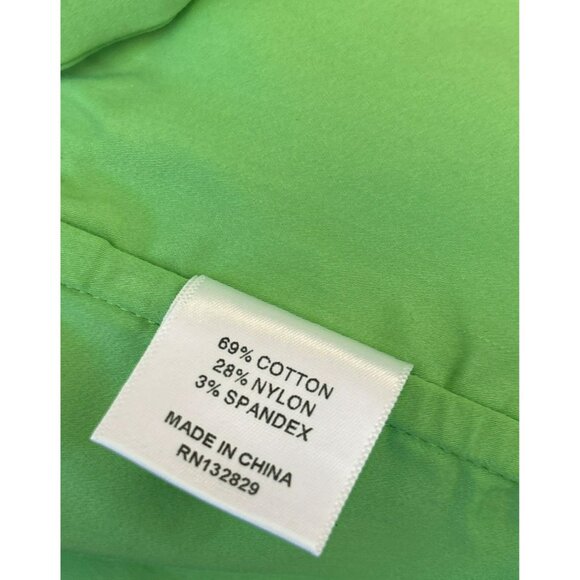 69% COTTON
28% NYLON
3% SPANDEX
MADE IN CHINA
RN132829